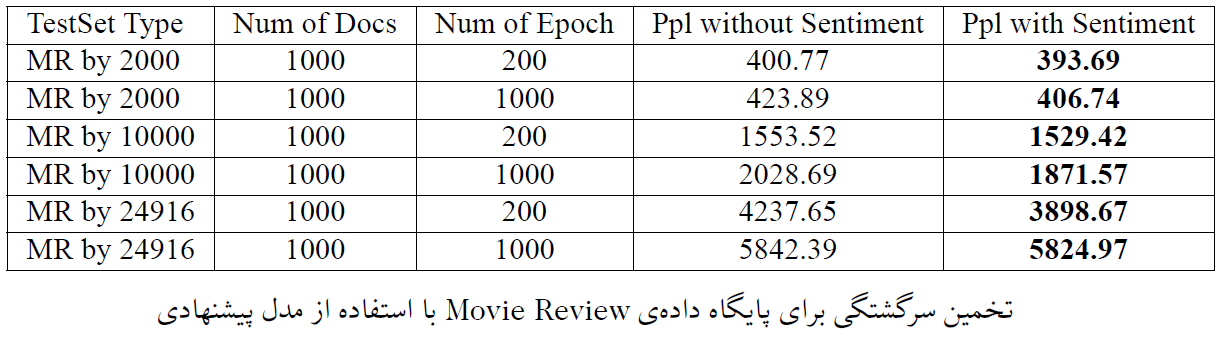 TestSet Type Num of Docs Num of Epoch Ppl without Sentiment Ppl with Sentiment
MR by 2000 1000 200 400.77 393.69
MR by 2000 1000 1000 423.89 406.74
MR by 10000 1000 200 1553.52 1529.42
MR by 10000 1000 1000 2028.69 1871.57
MR by 24916 1000 200 4237.65 3898.67
MR by 24916 1000 1000 5842.39 5824.97
تخمین سرگشتگی برای پایگاه داده‌ی Movie Review با استفاده از مدل پیشنهادی